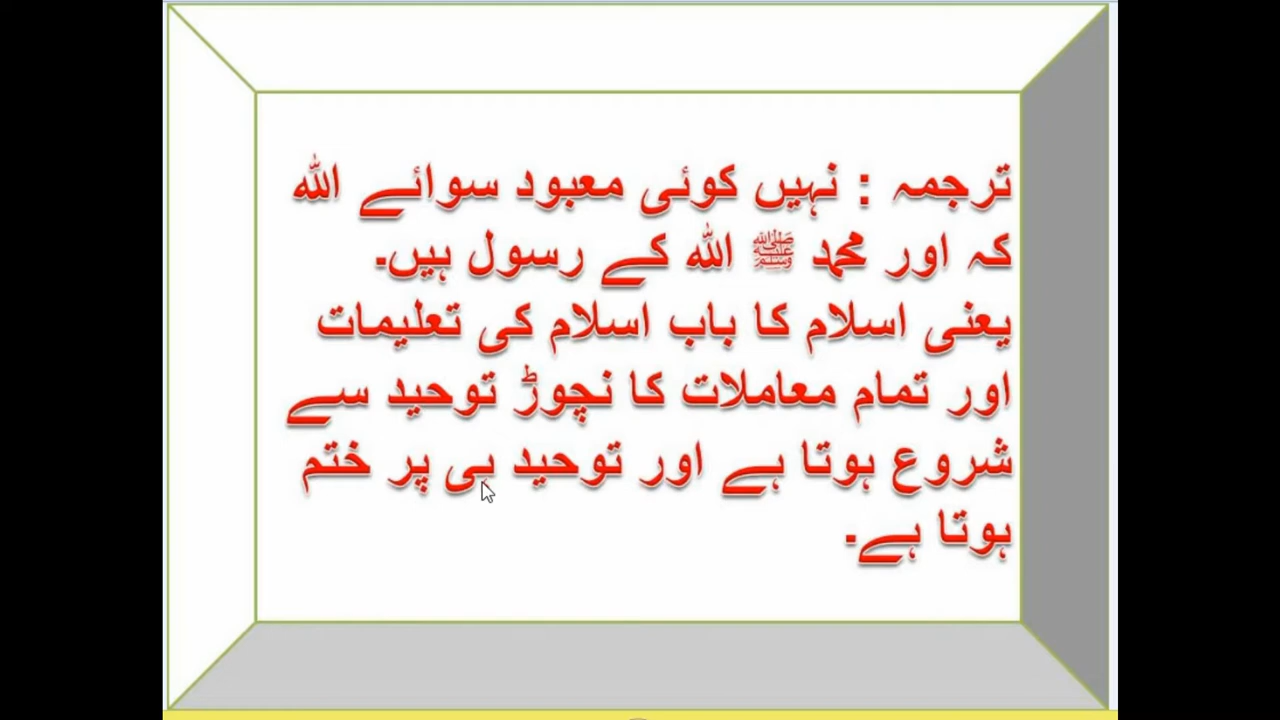 ترجمہ : نہیں کوئی معبود سوائے اللہ
کہ اور محمد ﷺ اللہ کے رسول ہیں۔
یعنی اسلام کا باب اسلام کی تعلیمات
اور تمام معاملات کا نچوڑ توحید سے
شروع ہوتا ہے اور توحید ہی پر ختم
ہوتا ہے۔